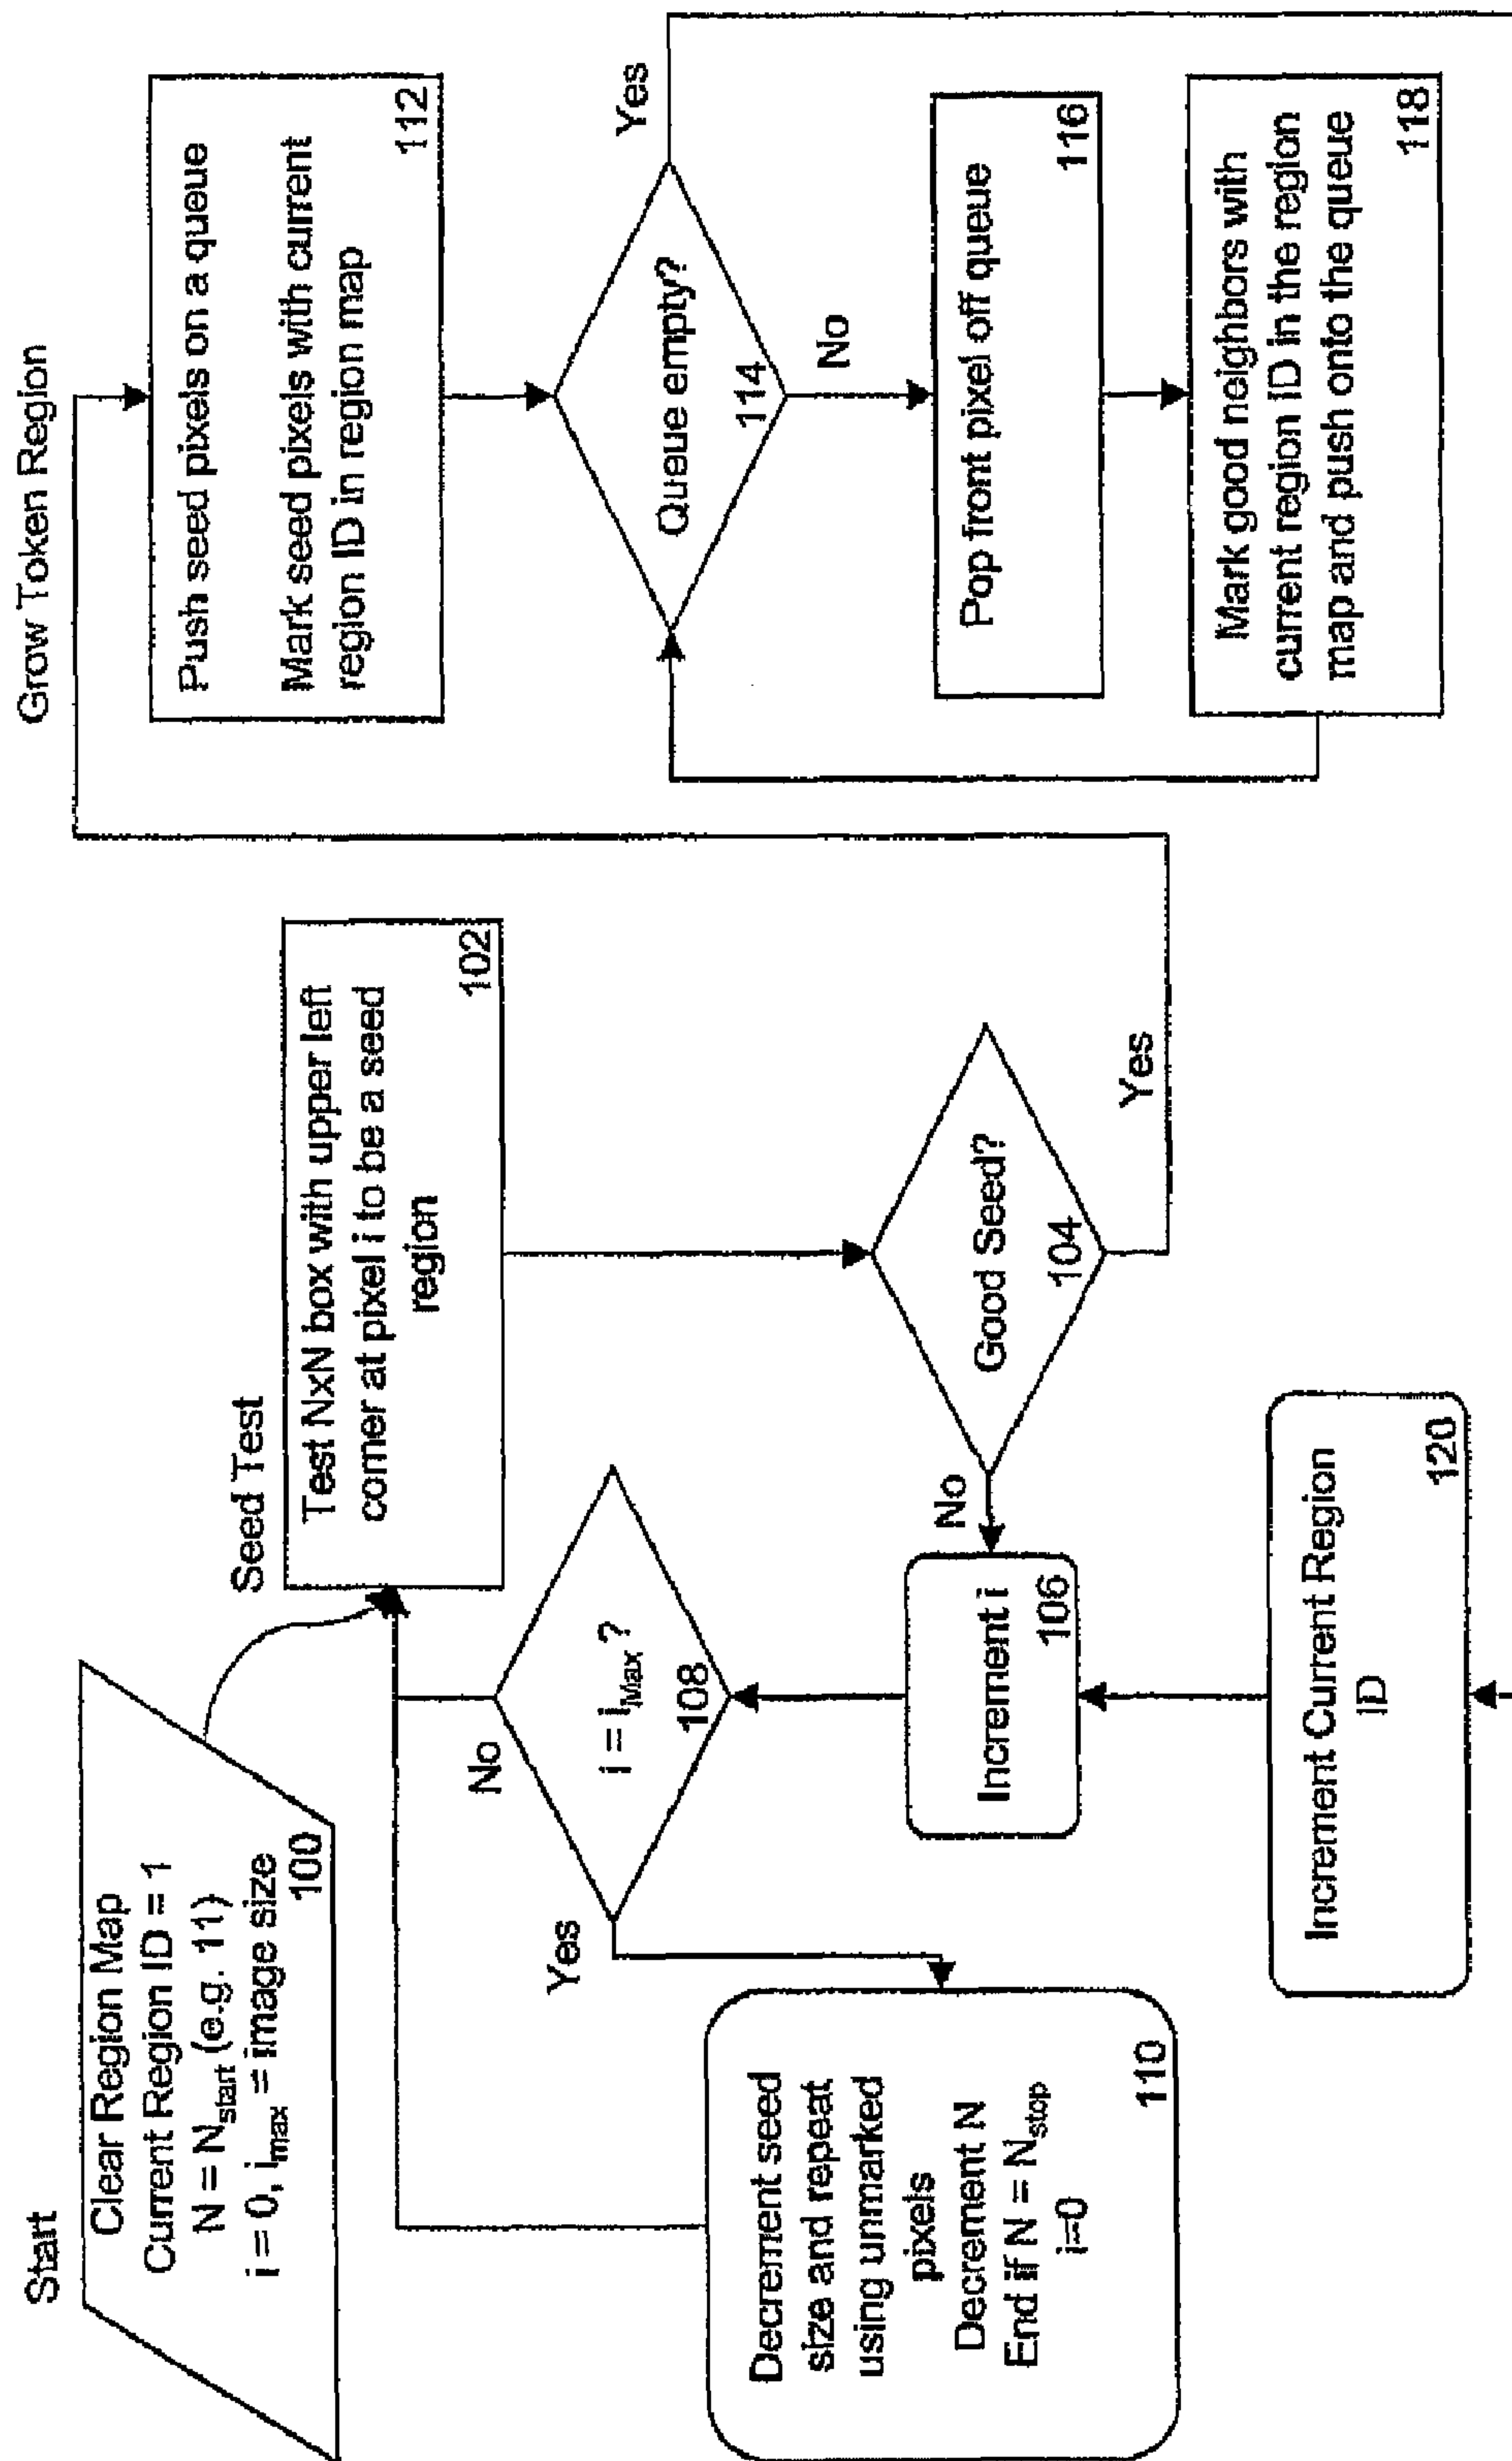 Start
Clear Region Map
Current Region ID = 1
N = Nstart (e.g. 11)
i = 0, imax = image size
100
Seed Test
Test NxN box with upper left
corner at pixel i to be a seed
region
102
Good Seed?
104
No
Yes
Increment i
106
i = iMax?
108
No
Yes
Decrement seed
size and repeat
using unmarked
pixels
Decrement N
End if N = Nstop
i=0
110
Grow Token Region
Push seed pixels on a queue
Mark seed pixels with current
region ID in region map
112
Queue empty?
114
Yes
No
Pop front pixel off queue
116
Mark good neighbors with
current region ID in the region
map and push onto the queue
118
Increment Current Region
ID
120